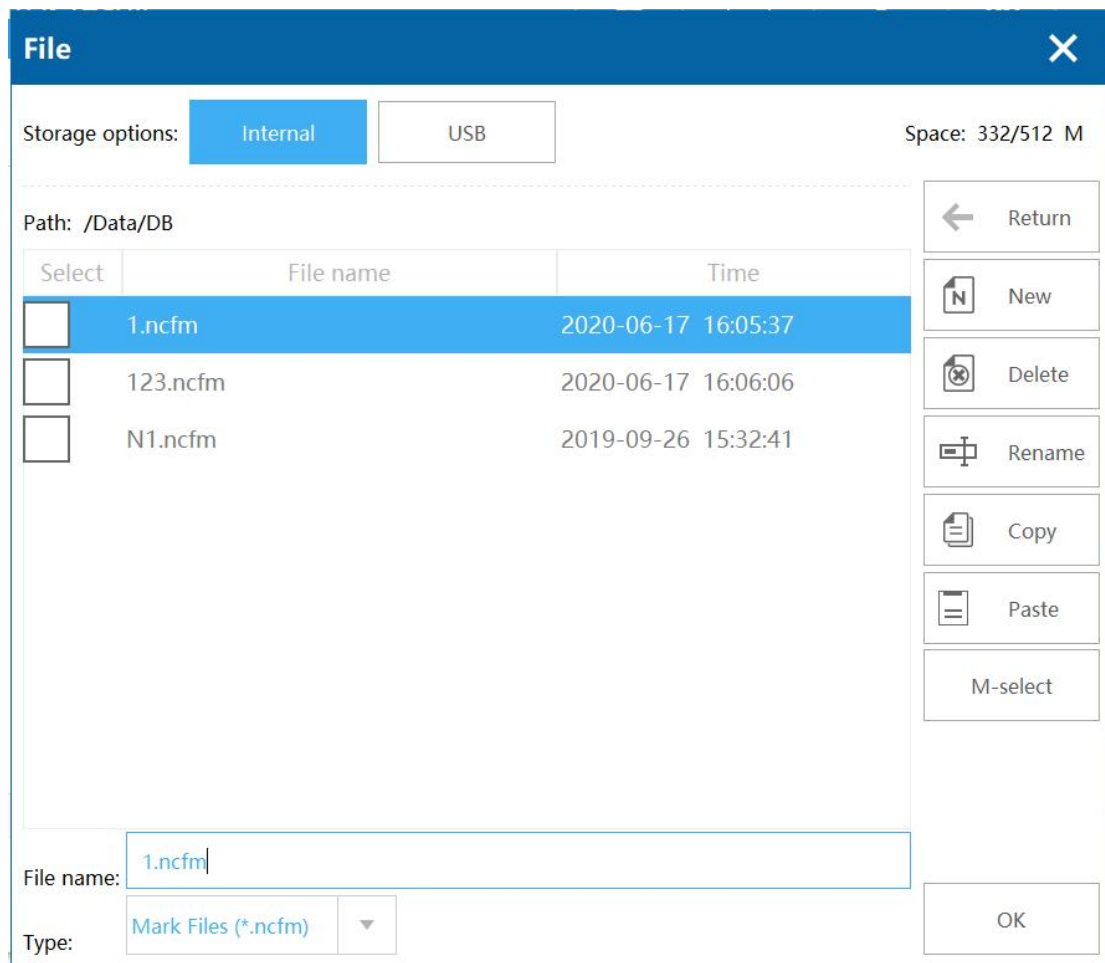 File
Storage options: Internal USB Space: 332/512 M
Path: /Data/DB
Return
Select File name Time
New
1.ncfm 2020-06-17 16:05:37
123.ncfm 2020-06-17 16:06:06
Delete
N1.ncfm 2019-09-26 15:32:41
Rename
Copy
Paste
M-select
File name: 1.ncfm
Type: Mark Files (*.ncfm)
OK